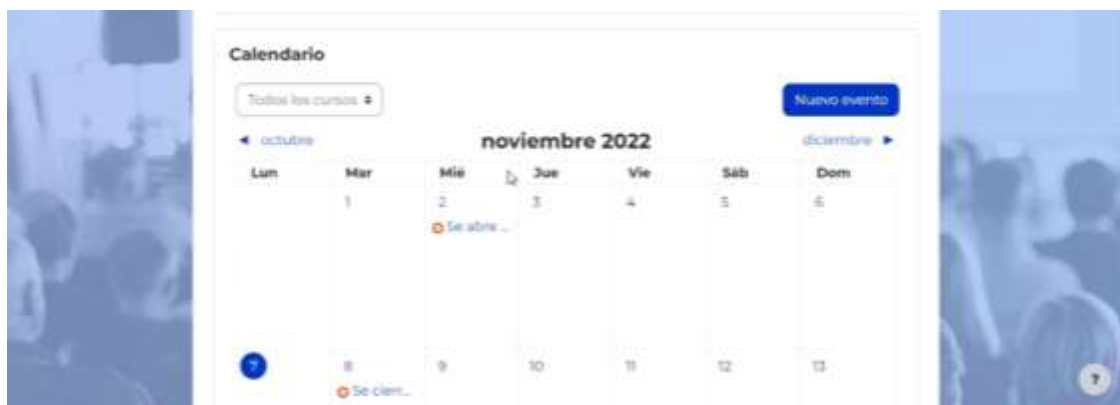 Calendario
Todos los cursos
Nuevo evento
◄ octubre
noviembre 2022
diciembre ►
Lun Mar Mié Jue Vie Sáb Dom
1 2 3 4 5 6
Se abre ...
7 8 9 10 11 12 13
Se cierr...
?